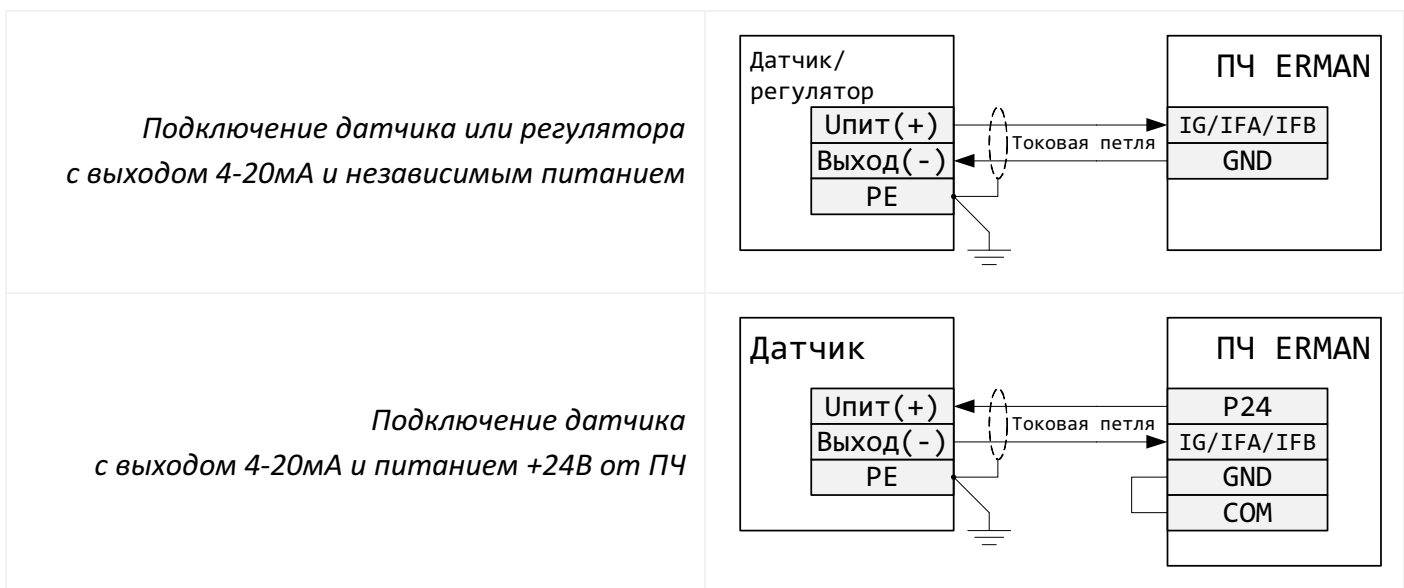 Подключение датчика или регулятора
с выходом 4-20мА и независимым питанием
Датчик/
регулятор
Uпит(+)
Выход(-)
PE
Токовая петля
ПЧ ERMAN
IG/IFA/IFB
GND
Подключение датчика
с выходом 4-20мА и питанием +24В от ПЧ
Датчик
Uпит(+)
Выход(-)
PE
Токовая петля
ПЧ ERMAN
P24
IG/IFA/IFB
GND
COM